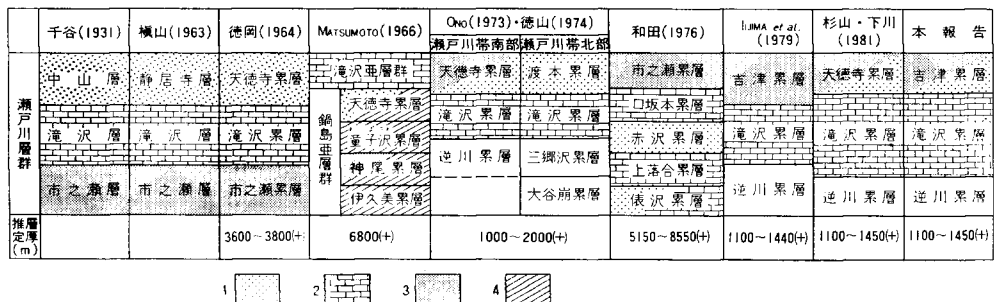 千谷(1931) 槇山(1963) 徳岡(1964) MATSUMOTO(1966) ONO(1973)・徳山(1974) 和田(1976) IIJIMA et al.(1979) 杉山・下川(1981) 本報告
瀬戸川帯南部 瀬戸川帯北部
瀬戸川層群
中山層 静居寺層 天徳寺累層 滝沢亜層群 天徳寺累層 渡本累層 市之瀬累層 吉津累層 天徳寺累層 吉津累層
鍋島亜層群
天徳寺累層 口坂本累層
滝沢層 滝沢層 滝沢累層 童子沢累層 滝沢累層 滝沢累層 赤沢累層 滝沢累層 滝沢累層 滝沢累層
神尾累層 逆川累層 三郷沢累層 上落合累層
市之瀬層 市之瀬層 市之瀬累層 伊久美累層 大谷崩累層 俵沢累層 逆川累層 逆川累層 逆川累層
推定層厚(m) 3600~3800(+) 6800(+) 1000~2000(+) 5150~8550(+) 1100~1440(+) 1100~1450(+) 1100~1450(+)
1 2 3 4